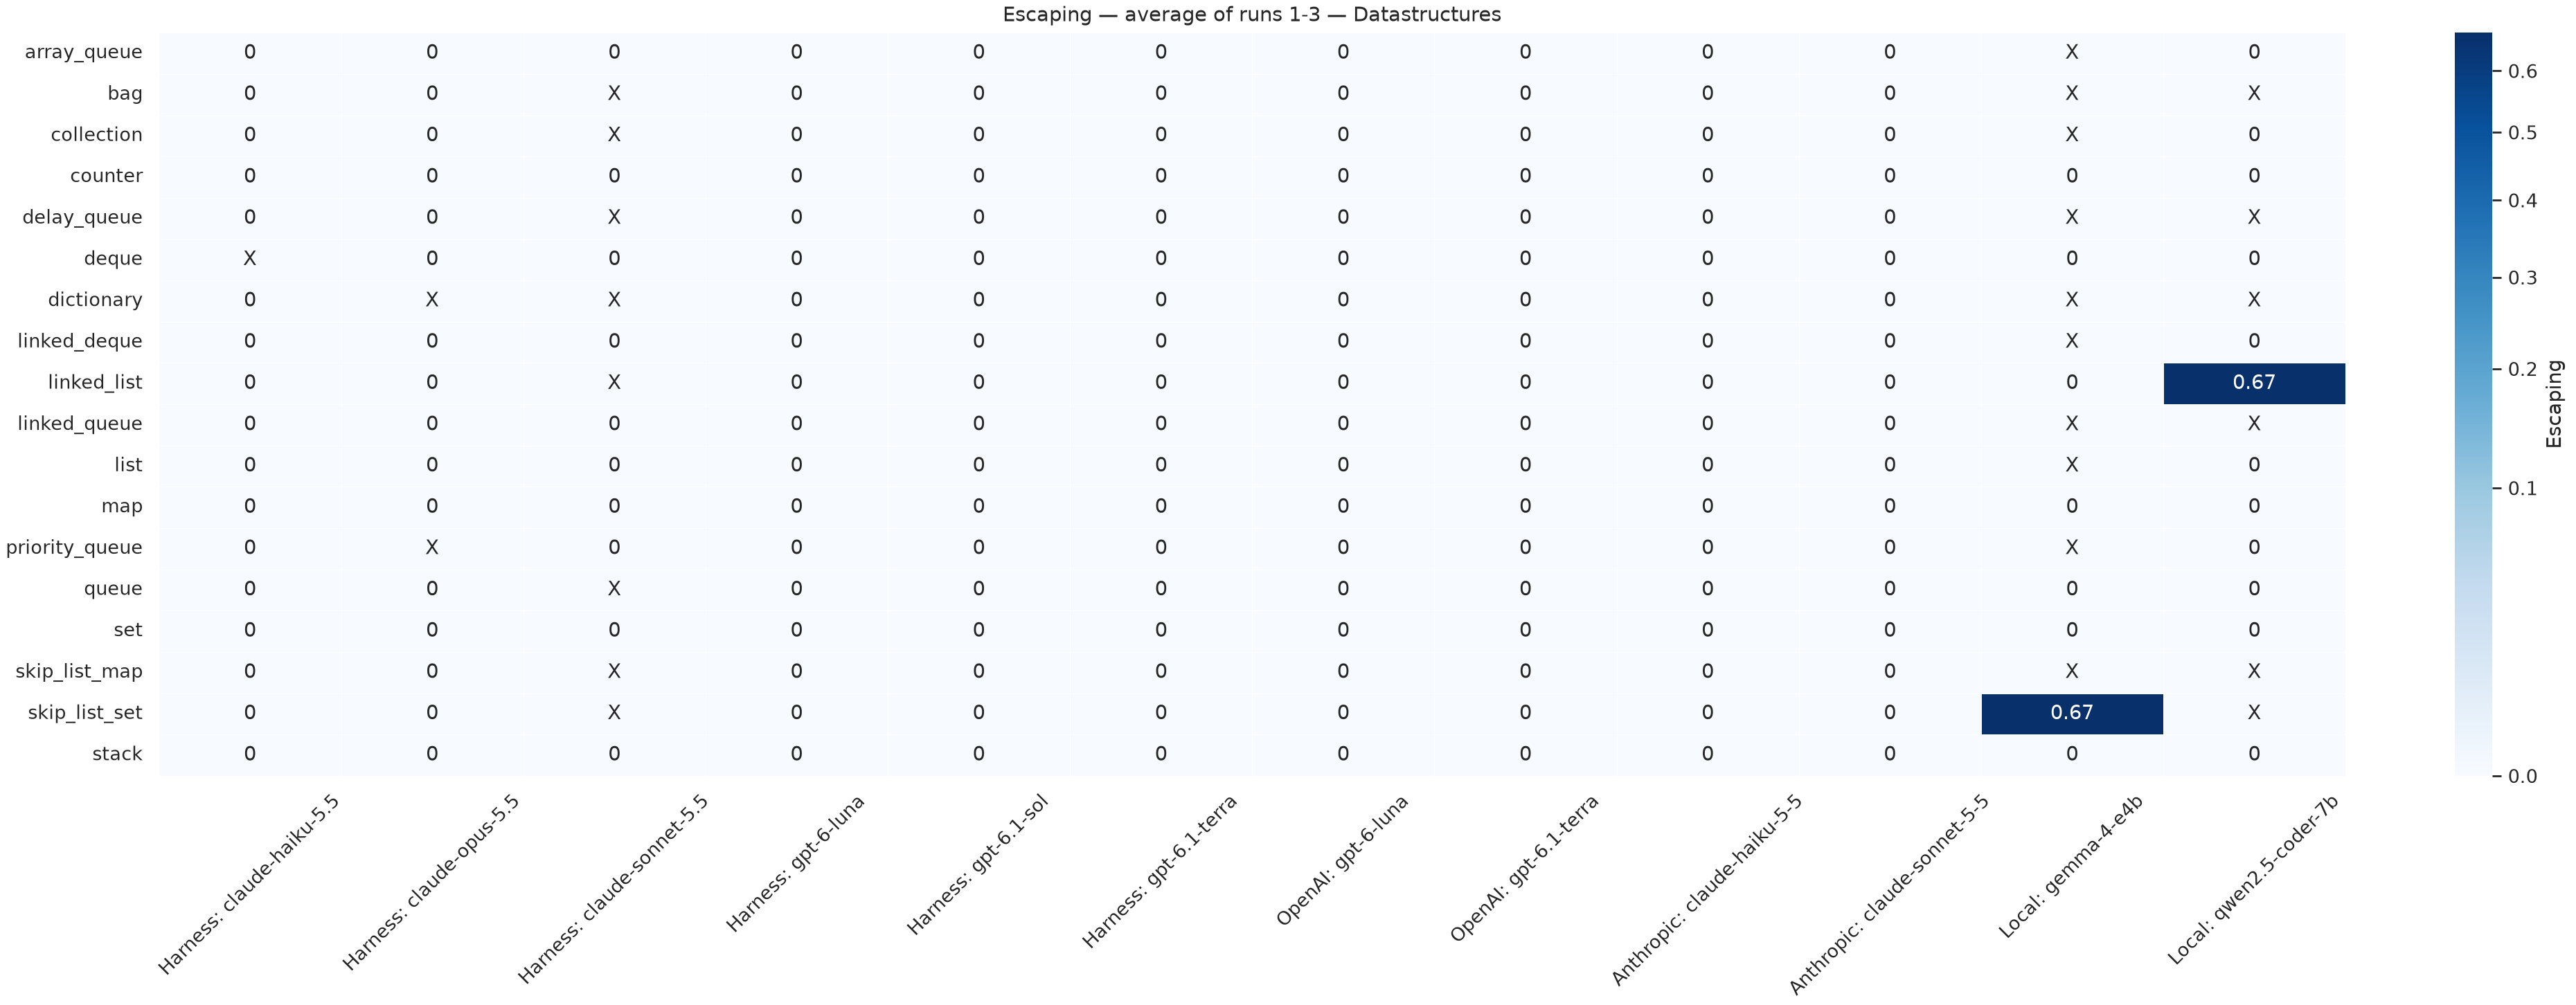 Escaping — average of runs 1-3 — Datastructures
array_queue 0 0 0 0 0 0 0 0 0 0 X 0
bag 0 0 X 0 0 0 0 0 0 0 X X
collection 0 0 X 0 0 0 0 0 0 0 X 0
counter 0 0 0 0 0 0 0 0 0 0 0 0
delay_queue 0 0 X 0 0 0 0 0 0 0 X X
deque X 0 0 0 0 0 0 0 0 0 0 0
dictionary 0 X X 0 0 0 0 0 0 0 X X
linked_deque 0 0 0 0 0 0 0 0 0 0 X 0
linked_list 0 0 X 0 0 0 0 0 0 0 0 0.67
linked_queue 0 0 0 0 0 0 0 0 0 0 X X
list 0 0 0 0 0 0 0 0 0 0 X 0
map 0 0 0 0 0 0 0 0 0 0 0 0
priority_queue 0 X 0 0 0 0 0 0 0 0 X 0
queue 0 0 X 0 0 0 0 0 0 0 0 0
set 0 0 0 0 0 0 0 0 0 0 0 0
skip_list_map 0 0 X 0 0 0 0 0 0 0 X X
skip_list_set 0 0 X 0 0 0 0 0 0 0 0.67 X
stack 0 0 0 0 0 0 0 0 0 0 0 0
Harness: claude-haiku-5.5
Harness: claude-opus-5.5
Harness: claude-sonnet-5.5
Harness: gpt-6-luna
Harness: gpt-6.1-sol
Harness: gpt-6.1-terra
OpenAI: gpt-6-luna
OpenAI: gpt-6.1-terra
Anthropic: claude-haiku-5-5
Anthropic: claude-sonnet-5-5
Local: gemma-4-e4b
Local: qwen2.5-coder-7b
0.6
0.5
0.4
0.3
0.2
0.1
0.0
Escaping